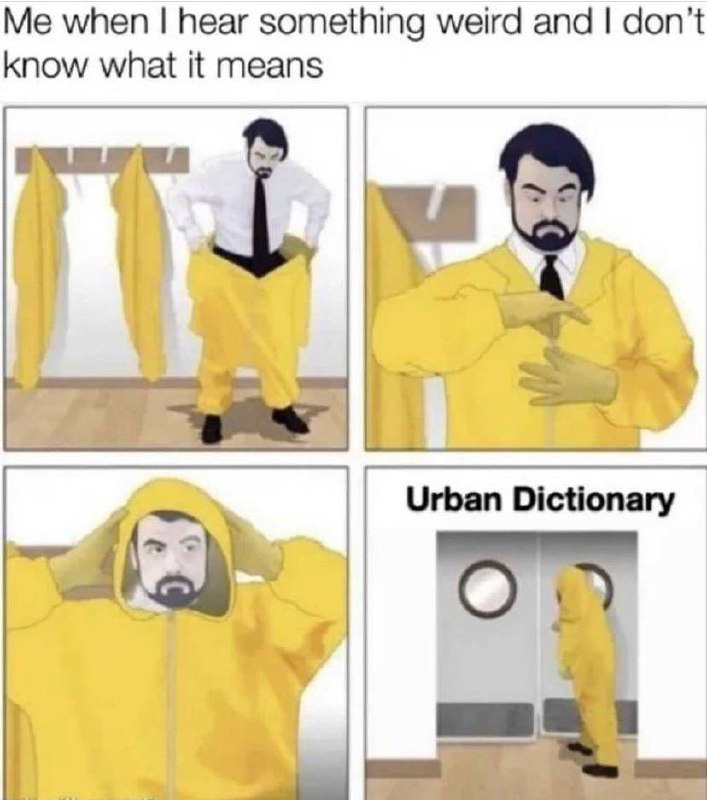 Me when I hear something weird and I don't
know what it means
Urban Dictionary